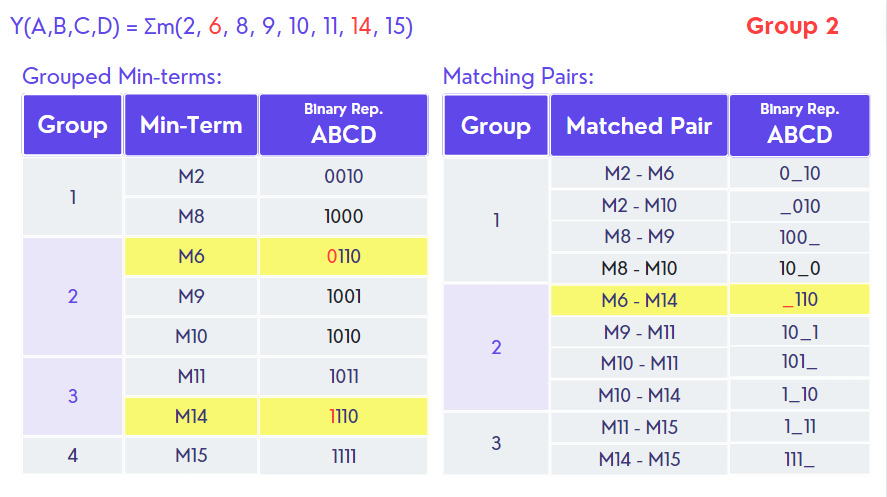 Y(A,B,C,D) = Σm(2, 6, 8, 9, 10, 11, 14, 15)
Group 2
Grouped Min-terms:
Group Min-Term Binary Rep. ABCD
1
M2 0010
M8 1000
2
M6 0110
M9 1001
M10 1010
3
M11 1011
M14 1110
4 M15 1111
Matching Pairs:
Group Matched Pair Binary Rep. ABCD
1
M2 - M6 0_10
M2 - M10 _010
M8 - M9 100_
M8 - M10 10_0
2
M6 - M14 _110
M9 - M11 10_1
M10 - M11 101_
M10 - M14 1_10
3
M11 - M15 1_11
M14 - M15 111_